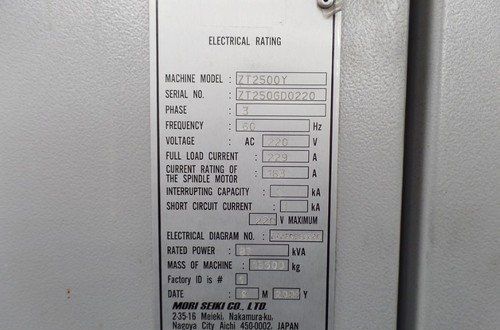 ELECTRICAL RATING
MACHINE MODEL : ZT2500Y
SERIAL NO. : ZT250GD0220
PHASE : 3
FREQUENCY : 60 Hz
VOLTAGE : AC 220 V
FULL LOAD CURRENT : 229 A
CURRENT RATING OF
THE SPINDLE MOTOR : 163 A
INTERRUPTING CAPACITY : kA
SHORT CIRCUIT CURRENT : kA
220 V MAXIMUM
ELECTRICAL DIAGRAM NO. :
RATED POWER : kVA
MASS OF MACHINE : kg
Factory ID is #
DATE : M Y
MORI SEIKI CO., LTD.
2-35-16 Meieki, Nakamura-ku,
Nagoya City Aichi 450-0002, JAPAN